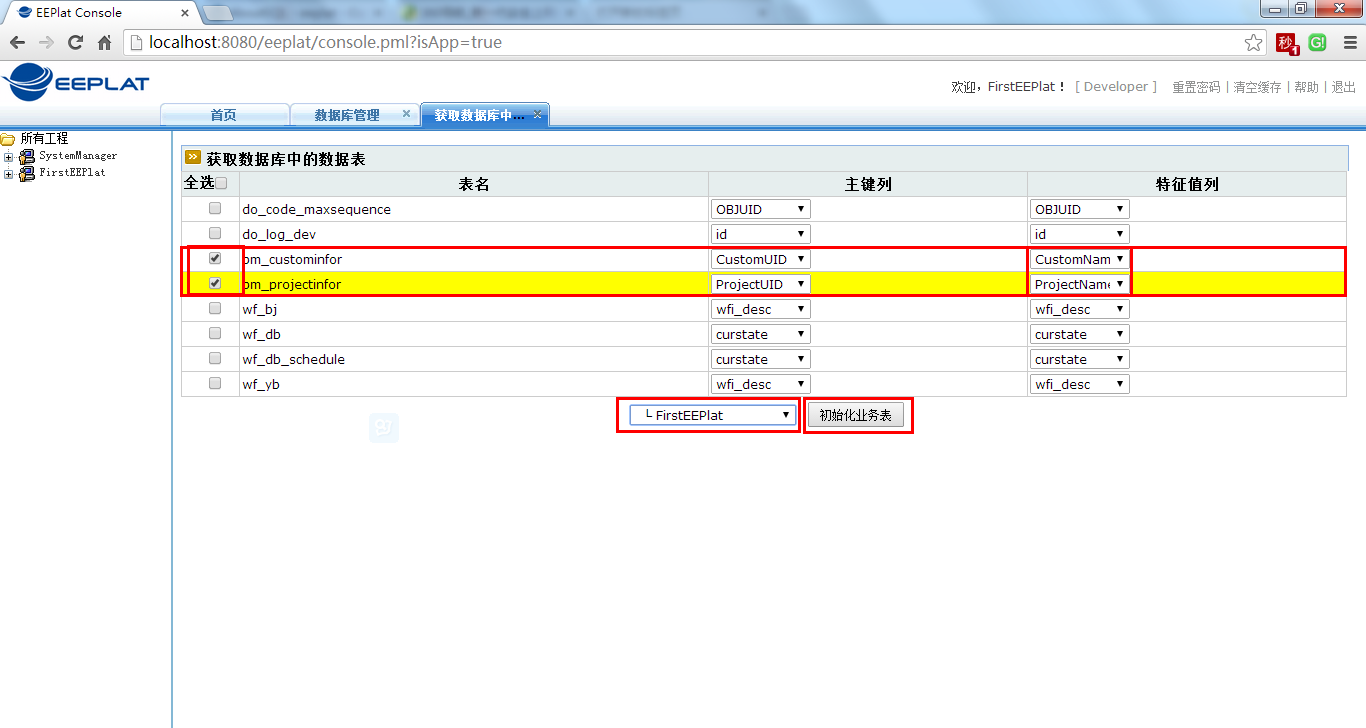 EEPlat Console
localhost:8080/eeplat/console.pml?isApp=true
秒 1 G!
EEPLAT
欢迎，FirstEEPlat！ [ Developer ] 重置密码 | 清空缓存 | 帮助 | 退出
首页 数据库管理 获取数据库中...
所有工程
SystemManager
FirstEEPlat
获取数据库中的数据表
全选 表名 主键列 特征值列
do_code_maxsequence OBJUID OBJUID
do_log_dev id id
pm_custominfor CustomUID CustomNam
pm_projectinfor ProjectUID ProjectName
wf_bj wfi_desc wfi_desc
wf_db curstate curstate
wf_db_schedule curstate curstate
wf_yb wfi_desc wfi_desc
└ FirstEEPlat 初始化业务表